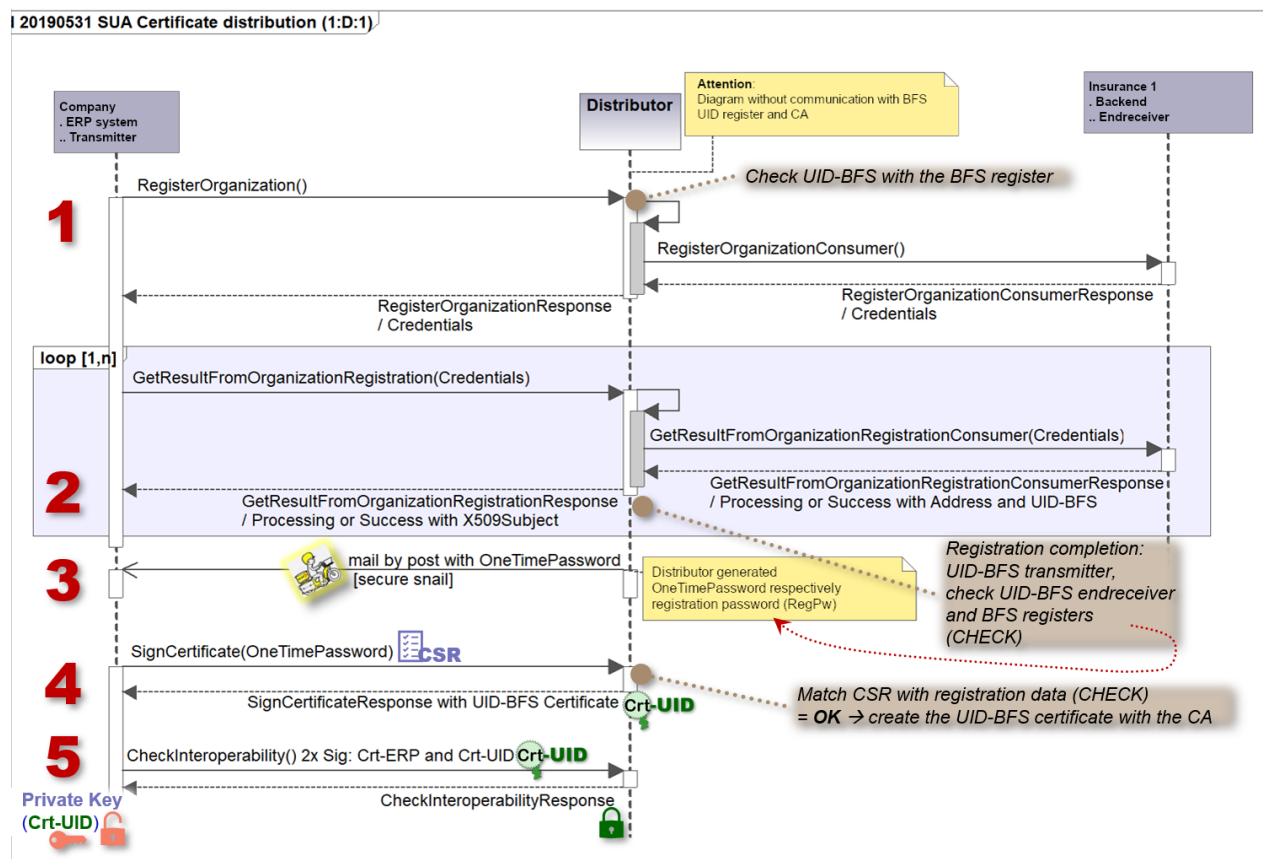 l 20190531 SUA Certificate distribution (1:D:1)
Company
. ERP system
.. Transmitter
Distributor
Attention:
Diagram without communication with BFS
UID register and CA
Insurance 1
. Backend
.. Endreceiver
Check UID-BFS with the BFS register
1
RegisterOrganization()
RegisterOrganizationConsumer()
RegisterOrganizationConsumerResponse
/ Credentials
RegisterOrganizationResponse
/ Credentials
loop [1,n]
GetResultFromOrganizationRegistration(Credentials)
GetResultFromOrganizationRegistrationConsumer(Credentials)
GetResultFromOrganizationRegistrationConsumerResponse
/ Processing or Success with Address and UID-BFS
2
GetResultFromOrganizationRegistrationResponse
/ Processing or Success with X509Subject
3
mail by post with OneTimePassword
[secure snail]
Distributor generated
OneTimePassword respectively
registration password (RegPw)
Registration completion:
UID-BFS transmitter,
check UID-BFS endreceiver
and BFS registers
(CHECK)
4
SignCertificate(OneTimePassword)
CSR
SignCertificateResponse with UID-BFS Certificate
Crt-UID
Match CSR with registration data (CHECK)
= OK → create the UID-BFS certificate with the CA
5
CheckInteroperability() 2x Sig: Crt-ERP and Crt-UID
Crt-UID
CheckInteroperabilityResponse
Private Key
(Crt-UID)